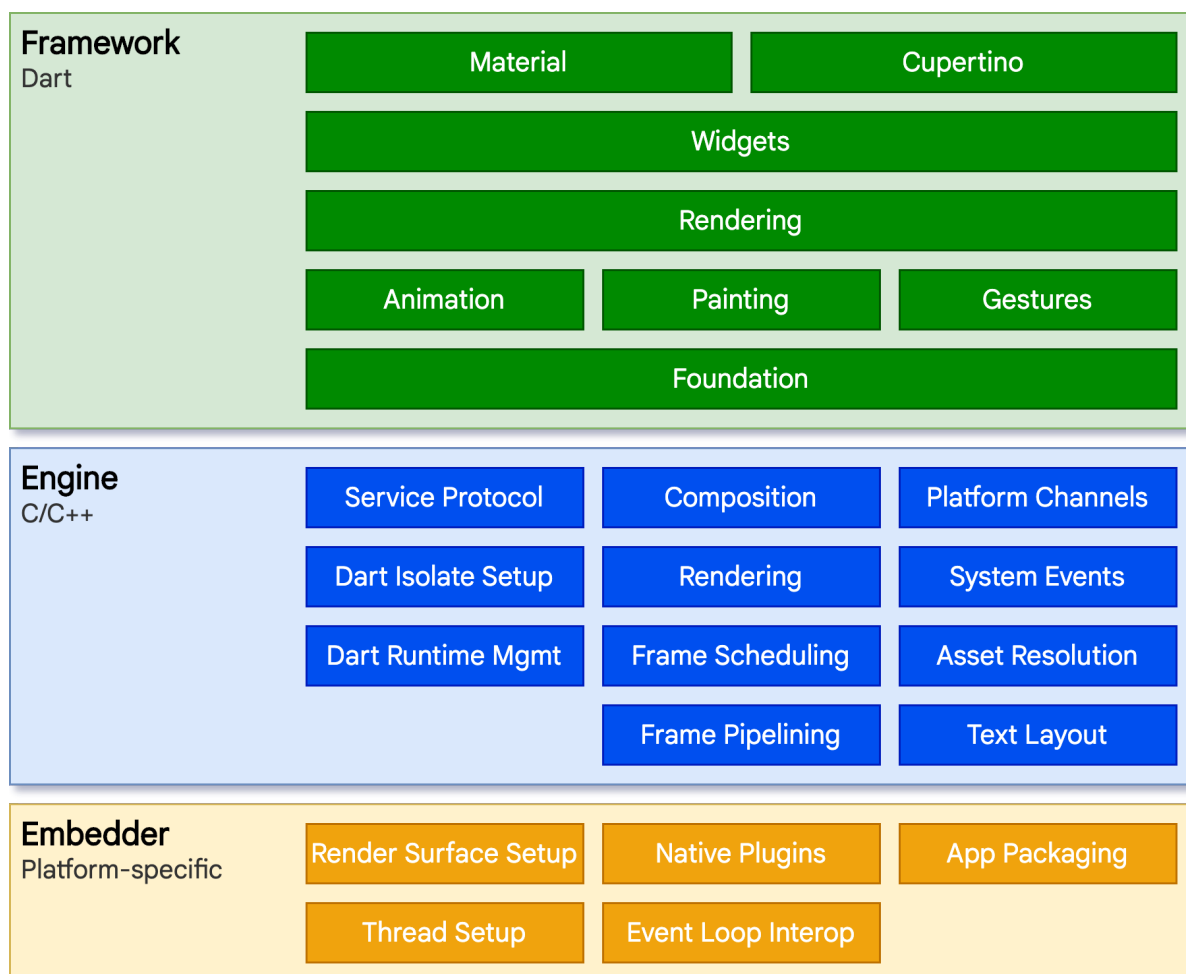 Framework
Dart
Material
Cupertino
Widgets
Rendering
Animation
Painting
Gestures
Foundation
Engine
C/C++
Service Protocol
Composition
Platform Channels
Dart Isolate Setup
Rendering
System Events
Dart Runtime Mgmt
Frame Scheduling
Asset Resolution
Frame Pipelining
Text Layout
Embedder
Platform-specific
Render Surface Setup
Native Plugins
App Packaging
Thread Setup
Event Loop Interop